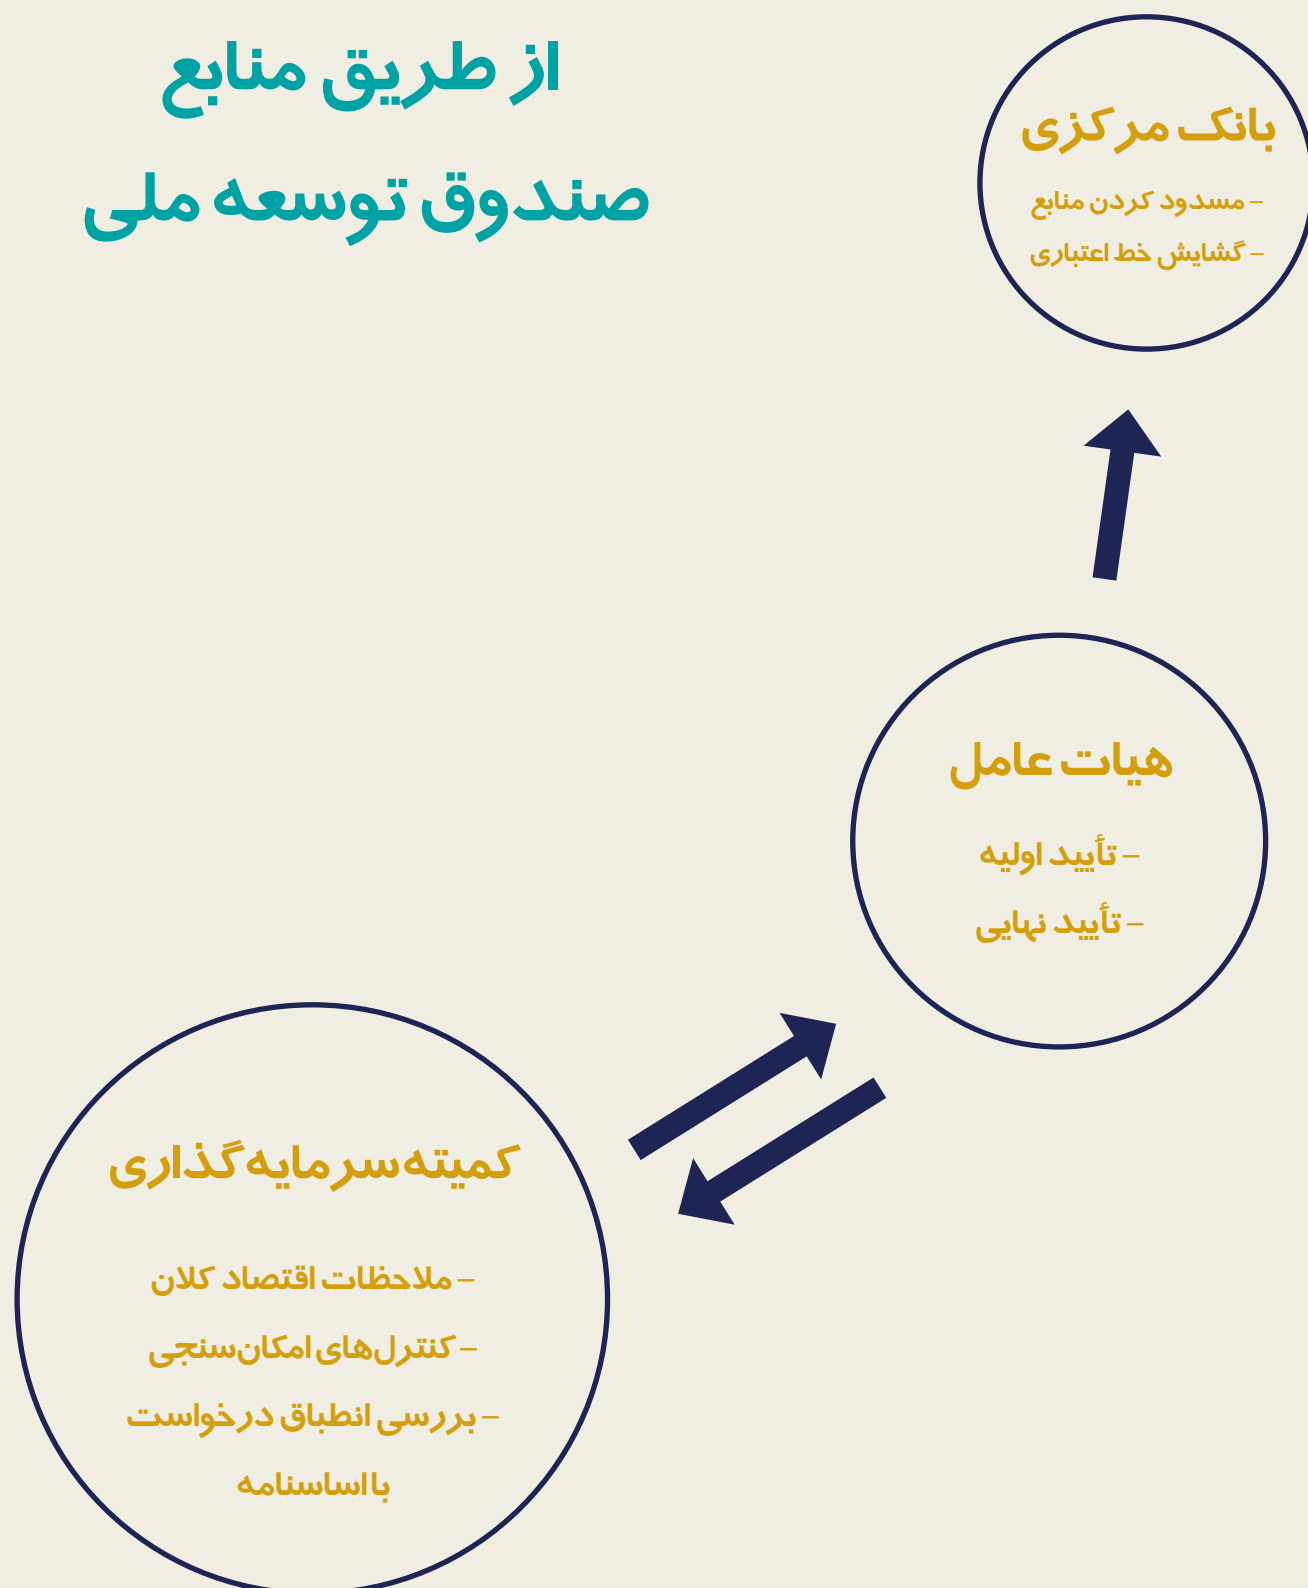 از طریق منابع
صندوق توسعه ملی
بانک مرکزی
– مسدود کردن منابع
– گشایش خط اعتباری
هیات عامل
– تأیید اولیه
– تأیید نهایی
کمیته سرمایه‌گذاری
– ملاحظات اقتصاد کلان
– کنترل‌های امکان‌سنجی
– بررسی انطباق درخواست
با اساسنامه